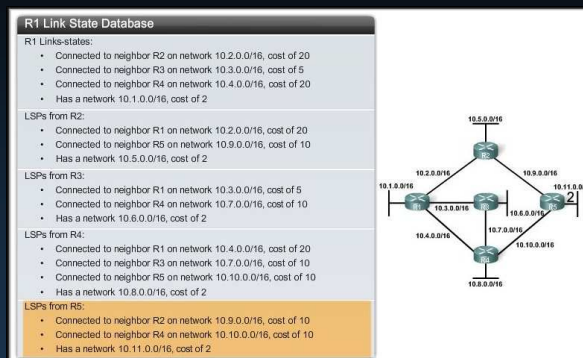 R1 Link State Database
R1 Links-states:
• Connected to neighbor R2 on network 10.2.0.0/16, cost of 20
• Connected to neighbor R3 on network 10.3.0.0/16, cost of 5
• Connected to neighbor R4 on network 10.4.0.0/16, cost of 20
• Has a network 10.1.0.0/16, cost of 2
LSPs from R2:
• Connected to neighbor R1 on network 10.2.0.0/16, cost of 20
• Connected to neighbor R5 on network 10.9.0.0/16, cost of 10
• Has a network 10.5.0.0/16, cost of 2
LSPs from R3:
• Connected to neighbor R1 on network 10.3.0.0/16, cost of 5
• Connected to neighbor R4 on network 10.7.0.0/16, cost of 10
• Has a network 10.6.0.0/16, cost of 2
LSPs from R4:
• Connected to neighbor R1 on network 10.4.0.0/16, cost of 20
• Connected to neighbor R3 on network 10.7.0.0/16, cost of 10
• Connected to neighbor R5 on network 10.10.0.0/16, cost of 10
• Has a network 10.8.0.0/16, cost of 2
LSPs from R5:
• Connected to neighbor R2 on network 10.9.0.0/16, cost of 10
• Connected to neighbor R4 on network 10.10.0.0/16, cost of 10
• Has a network 10.11.0.0/16, cost of 2
10.5.0.0/16
R2
10.2.0.0/16
10.9.0.0/16
10.1.0.0/16
10.11.0.0/
R1
R3
R5
2
10.3.0.0/16
10.6.0.0/16
10.7.0.0/16
10.4.0.0/16
10.10.0.0/16
R4
10.8.0.0/16